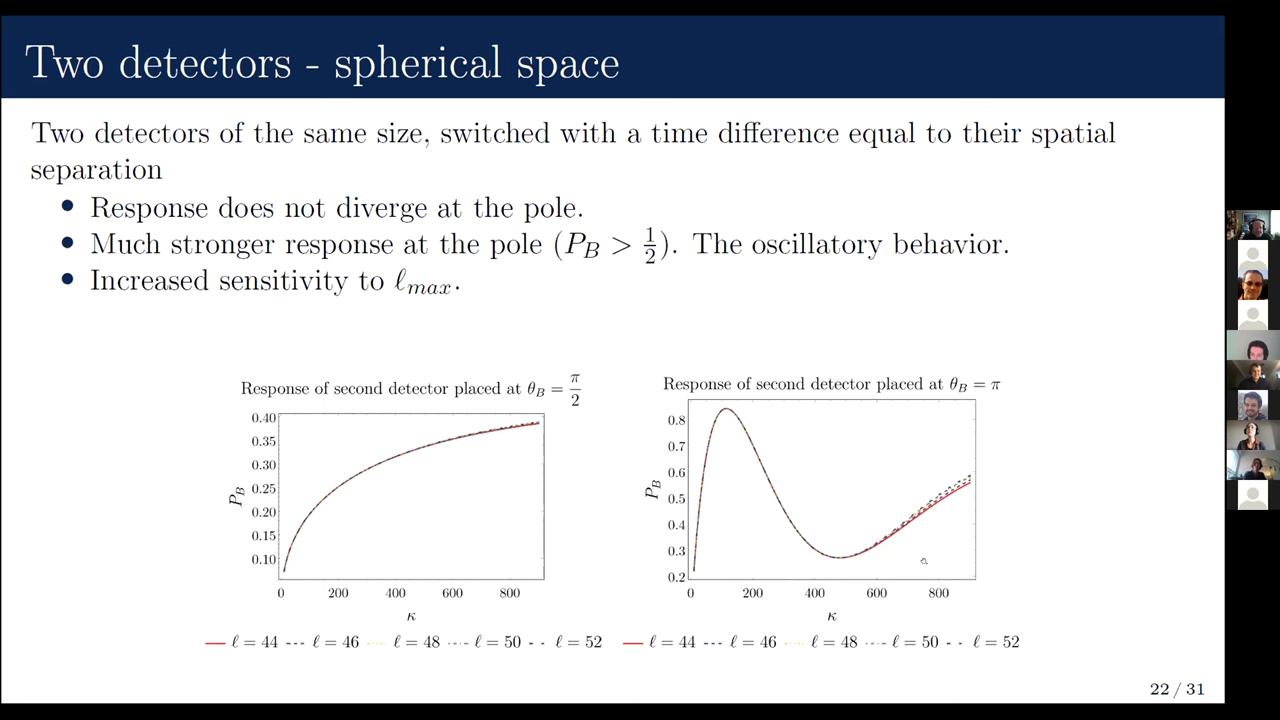 Two detectors - spherical space
Two detectors of the same size, switched with a time difference equal to their spatial
separation
• Response does not diverge at the pole.
• Much stronger response at the pole (P_B > 1/2). The oscillatory behavior.
• Increased sensitivity to ℓ_max.
Response of second detector placed at θ_B = π/2
0.40
0.35
0.30
0.25
0.20
0.15
0.10
P_B
0 200 400 600 800
κ
ℓ = 44 ℓ = 46 ℓ = 48 ℓ = 50 ℓ = 52
Response of second detector placed at θ_B = π
0.8
0.7
0.6
0.5
0.4
0.3
0.2
P_B
0 200 400 600 800
κ
ℓ = 44 ℓ = 46 ℓ = 48 ℓ = 50 ℓ = 52
22 / 31